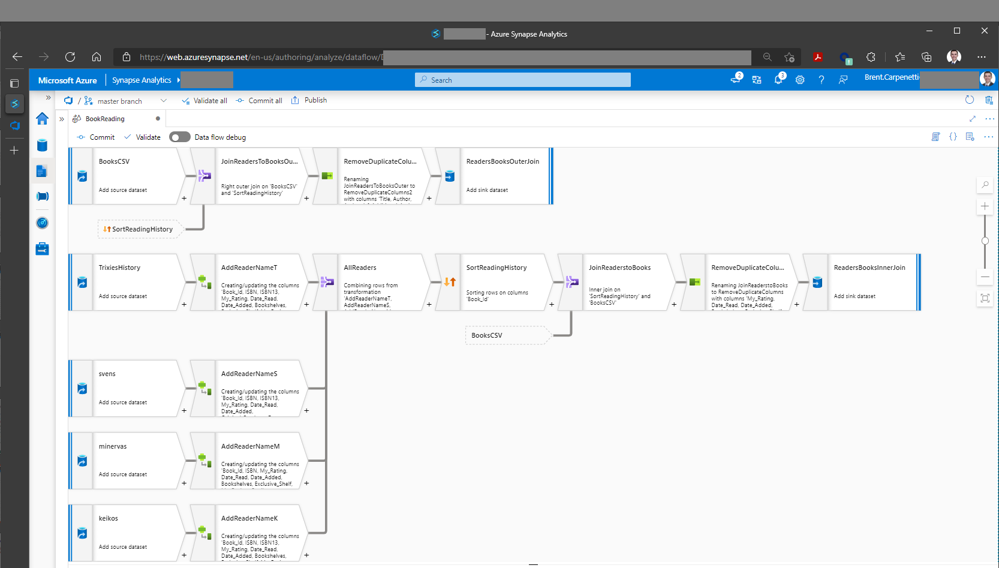 - Azure Synapse Analytics
https://web.azuresynapse.net/en-us/authoring/analyze/dataflow/
Microsoft Azure
Synapse Analytics
Search
2
3
Brent.Carpenetti
/ master branch
Validate all
Commit all
Publish
BookReading
Commit
Validate
Data flow debug
BooksCSV
Add source dataset
JoinReadersToBooksOu...
Right outer join on 'BooksCSV'
and 'SortReadingHistory'
RemoveDuplicateColu...
Renaming
JoinReadersToBooksOuter to
RemoveDuplicateColumns2
with columns 'Title, Author,
ReadersBooksOuterJoin
Add sink dataset
SortReadingHistory
TrixiesHistory
Add source dataset
AddReaderNameT
Creating/updating the columns
'Book_Id, ISBN, ISBN13,
My_Rating, Date_Read,
Date_Added, Bookshelves,
AllReaders
Combining rows from
transformation
'AddReaderNameT,
AddReaderNameS,
SortReadingHistory
Sorting rows on columns
'Book_Id'
JoinReaderstoBooks
Inner join on
'SortReadingHistory' and
'BooksCSV'
RemoveDuplicateColu...
Renaming JoinReaderstoBooks
to RemoveDuplicateColumns
with columns 'My_Rating,
Date_Read, Date_Added,
ReadersBooksInnerJoin
Add sink dataset
BooksCSV
svens
Add source dataset
AddReaderNameS
Creating/updating the columns
'Book_Id, ISBN, ISBN13,
My_Rating, Date_Read,
Date_Added,
minervas
Add source dataset
AddReaderNameM
Creating/updating the columns
'Book_Id, ISBN, My_Rating,
Date_Read, Date_Added,
Bookshelves, Exclusive_Shelf,
keikos
Add source dataset
AddReaderNameK
Creating/updating the columns
'Book_Id, ISBN, ISBN13,
My_Rating, Date_Read,
Date_Added, Bookshelves,